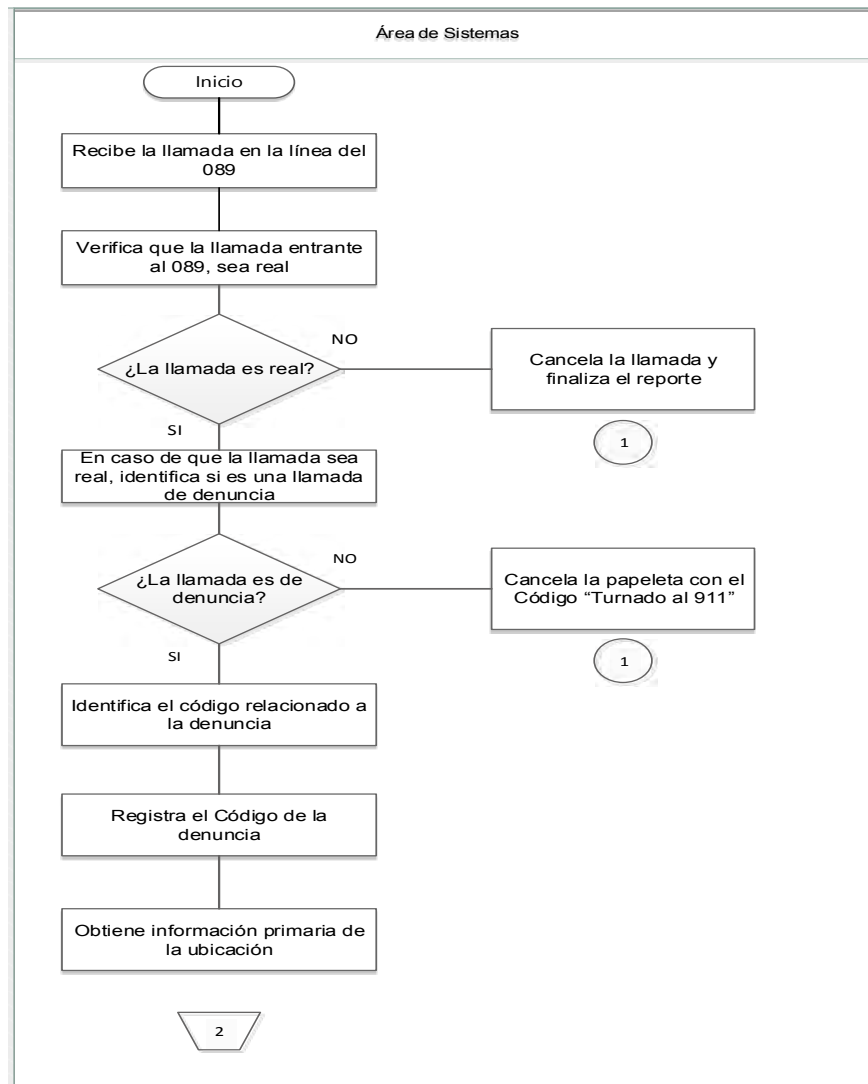 Área de Sistemas
Inicio
Recibe la llamada en la línea del
089
Verifica que la llamada entrante
al 089, sea real
¿La llamada es real?
NO
Cancela la llamada y
finaliza el reporte
1
SI
En caso de que la llamada sea
real, identifica si es una llamada
de denuncia
¿La llamada es de
denuncia?
NO
Cancela la papeleta con el
Código “Turnado al 911”
1
SI
Identifica el código relacionado a
la denuncia
Registra el Código de la
denuncia
Obtiene información primaria de
la ubicación
2